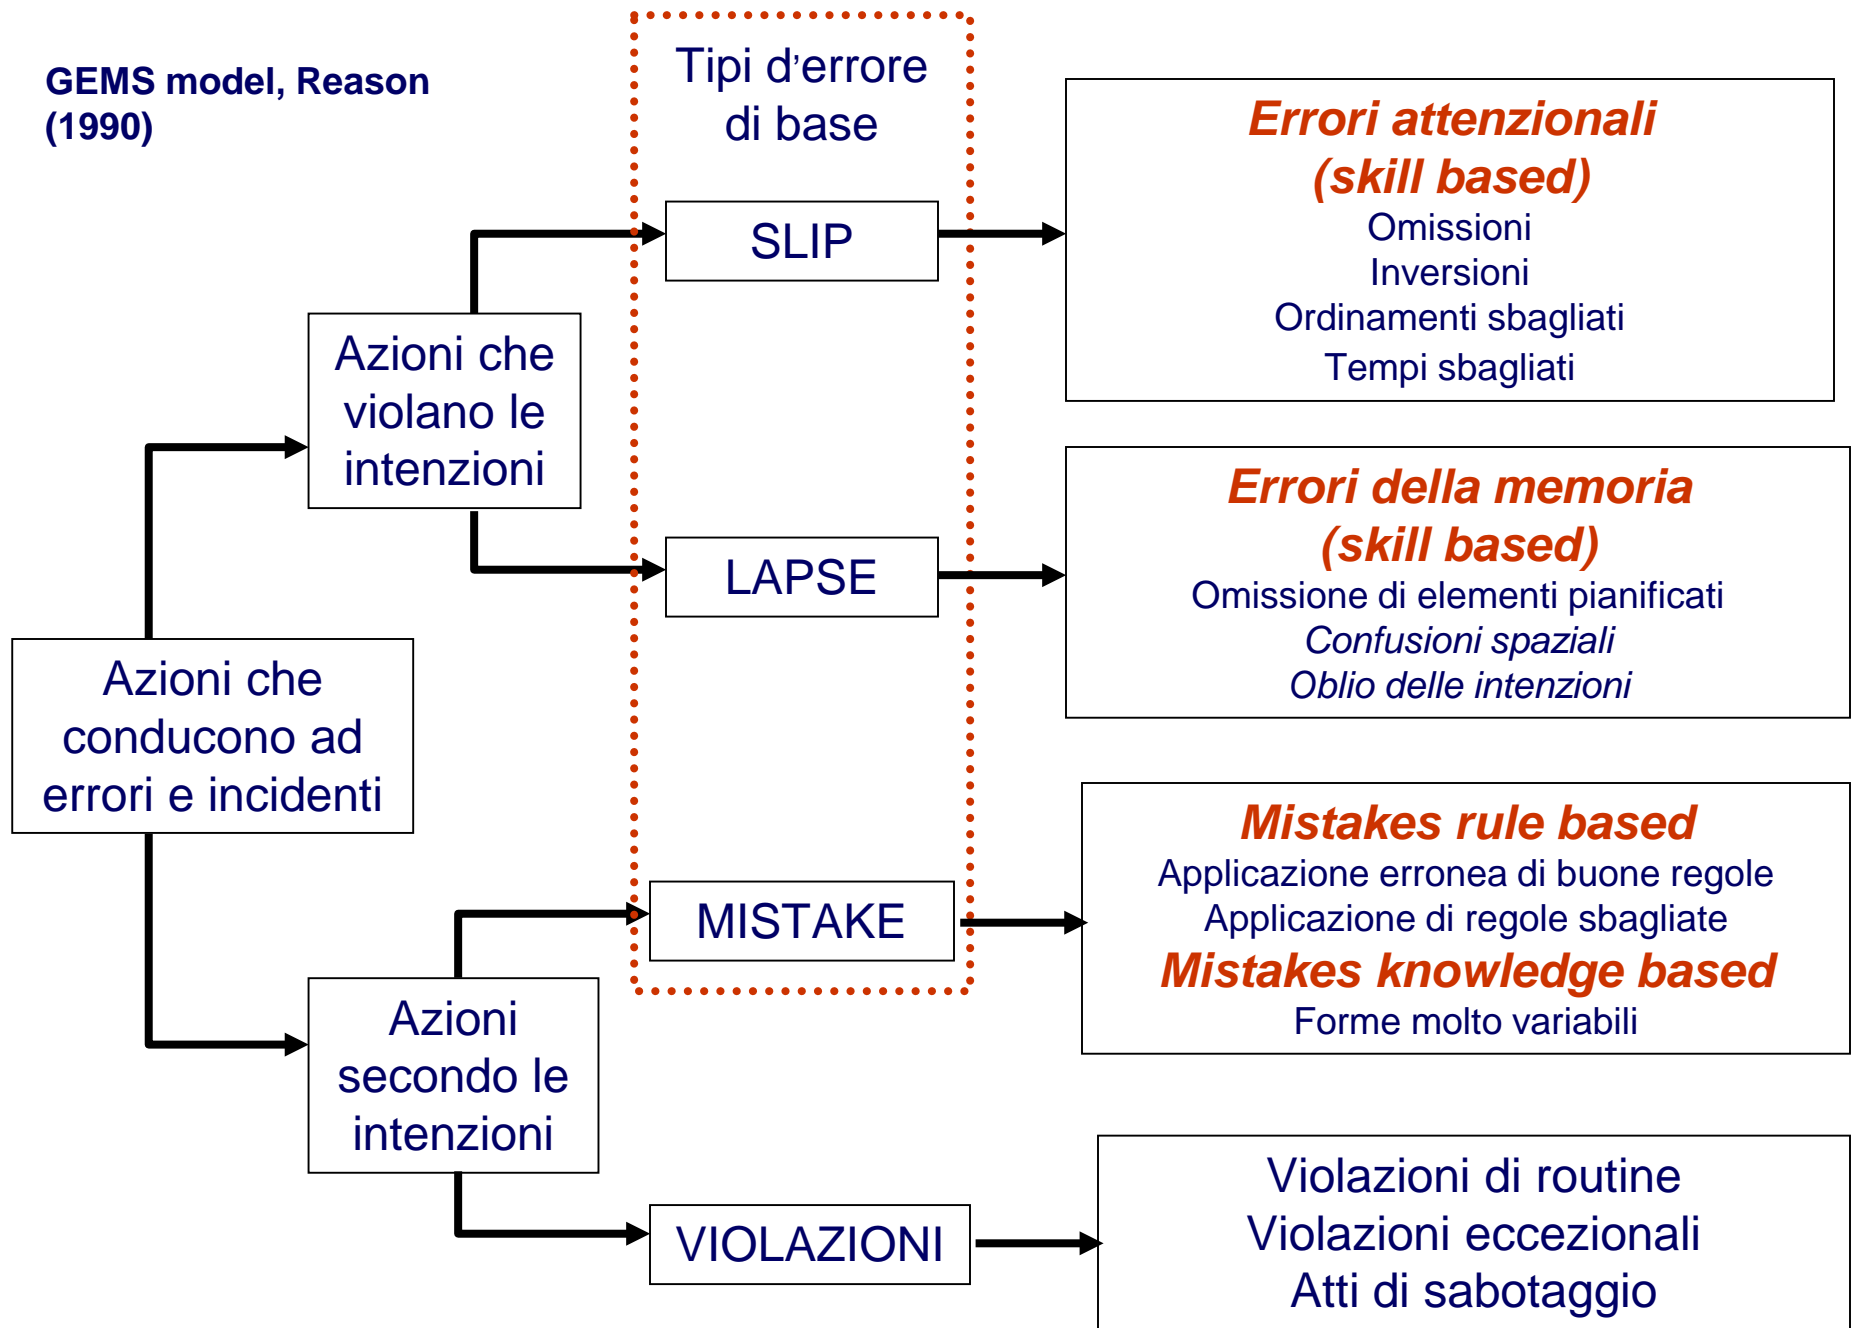 GEMS model, Reason
(1990)
Tipi d'errore
di base
Errori attenzionali
(skill based)
Omissioni
Inversioni
Ordinamenti sbagliati
Tempi sbagliati
SLIP
Azioni che
violano le
intenzioni
Errori della memoria
(skill based)
Omissione di elementi pianificati
Confusioni spaziali
Oblio delle intenzioni
LAPSE
Azioni che
conducono ad
errori e incidenti
Mistakes rule based
Applicazione erronea di buone regole
Applicazione di regole sbagliate
Mistakes knowledge based
Forme molto variabili
MISTAKE
Azioni
secondo le
intenzioni
VIOLAZIONI
Violazioni di routine
Violazioni eccezionali
Atti di sabotaggio